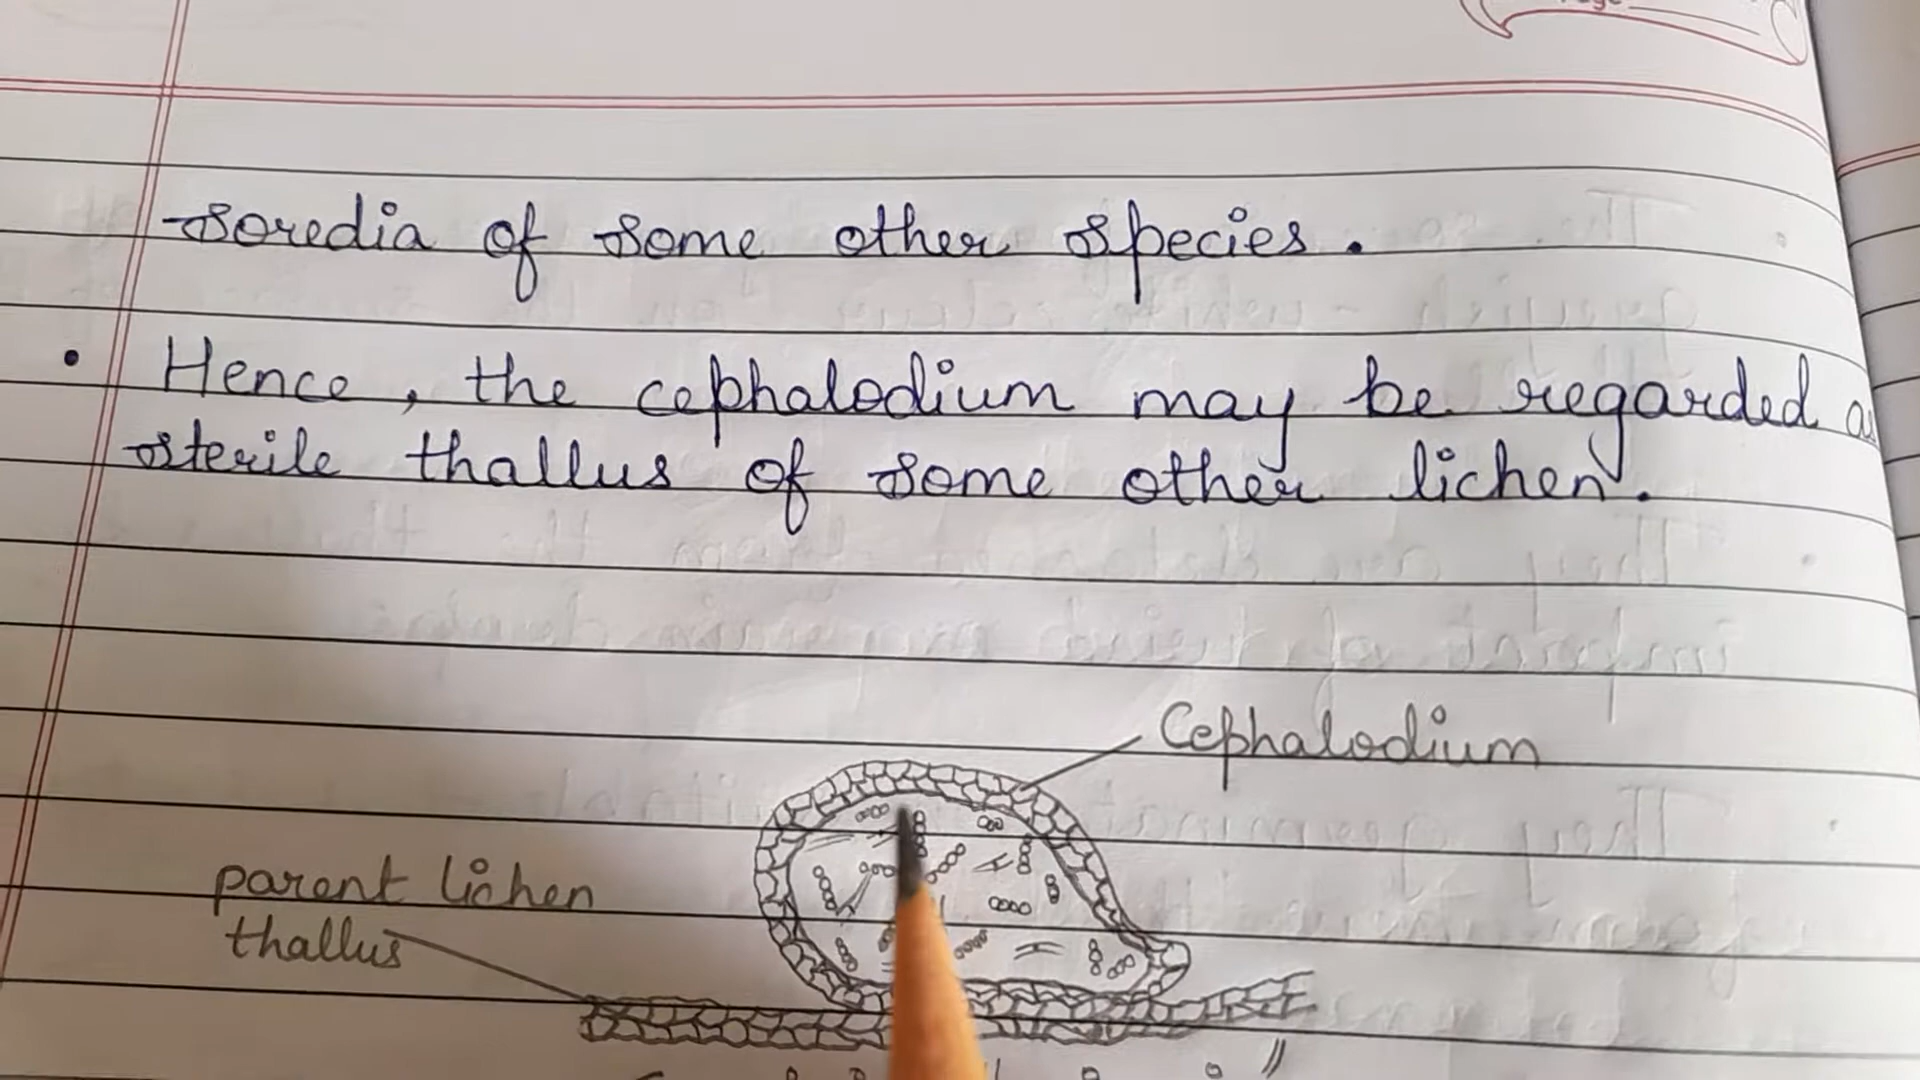 soredia of some other species.
• Hence, the cephalodium may be regarded
sterile thallus of some other lichen.
Cephalodium
parent lichen
thallus